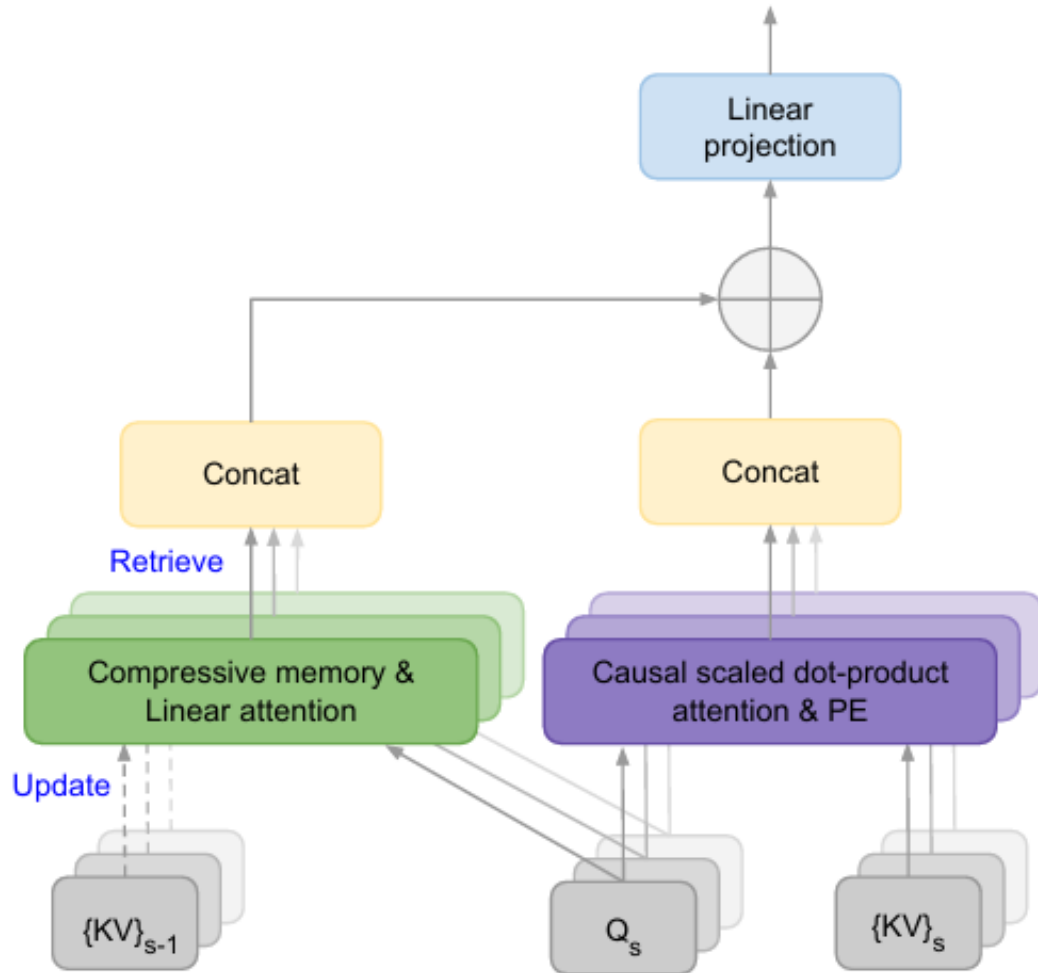 Linear
projection
Concat
Concat
Retrieve
Compressive memory &
Linear attention
Causal scaled dot-product
attention & PE
Update
{KV}s-1
Qs
{KV}s